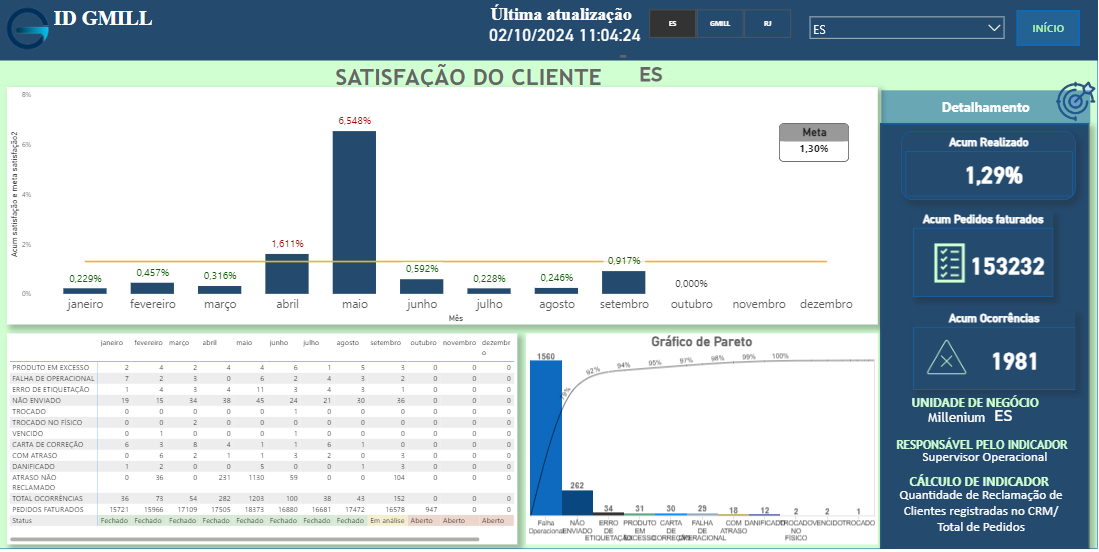 ID GMILL
Última atualização
02/10/2024 11:04:24
ES
GMILL
RJ
ES
INÍCIO
SATISFAÇÃO DO CLIENTE ES
8%
6%
4%
2%
0%
Acum satisfação e meta satisfação2
0,229%
0,457%
0,316%
1,611%
6,548%
0,592%
0,228%
0,246%
0,917%
0,000%
janeiro fevereiro março abril maio junho julho agosto setembro outubro novembro dezembro
Mês
Meta
1,30%
Detalhamento
Acum Realizado
1,29%
Acum Pedidos faturados
153232
Acum Ocorrências
1981
UNIDADE DE NEGÓCIO
Millenium ES
RESPONSÁVEL PELO INDICADOR
Supervisor Operacional
CÁLCULO DE INDICADOR
Quantidade de Reclamação de
Clientes registradas no CRM/
Total de Pedidos
janeiro fevereiro março abril maio junho julho agosto setembro outubro novembro dezembr
o
PRODUTO EM EXCESSO 2 4 2 4 4 6 1 5 3 0 0 0
FALHA DE OPERACIONAL 7 2 3 0 6 2 4 3 2 0 0 0
ERRO DE ETIQUETAÇÃO 1 4 3 4 11 3 4 3 1 0 0 0
NÃO ENVIADO 19 15 34 38 45 24 21 30 36 0 0 0
TROCADO 0 0 0 0 0 1 0 0 0 0 0 0
TROCADO NO FÍSICO 0 0 2 0 0 0 0 0 0 0 0 0
VENCIDO 0 1 0 0 0 1 0 0 0 0 0 0
CARTA DE CORREÇÃO 6 3 8 4 1 1 6 1 0 0 0 0
COM ATRASO 0 6 2 1 1 3 2 0 3 0 0 0
DANIFICADO 1 2 0 0 5 0 0 1 3 0 0 0
ATRASO NÃO 0 36 0 231 1130 59 0 0 104 0 0 0
RECLAMADO
TOTAL OCORRÊNCIAS 36 73 54 282 1203 100 38 43 152 0 0 0
PEDIDOS FATURADOS 15721 15966 17109 17505 18373 16880 16681 17472 16578 947 0 0
Status Fechado Fechado Fechado Fechado Fechado Fechado Fechado Fechado Em análise Aberto Aberto Aberto
Gráfico de Pareto
1560
262
34
31
30
29
18
12
2
2
1
79%
92%
94%
95%
97%
98%
99%
100%
Falha
Operacional
NÃO
ENVIADO
ERRO
DE
ETIQUETAÇÃO
PRODUTO
EM
EXCESSO
CARTA
DE
CORREÇÃO
FALHA
DE
OPERACIONAL
COM
ATRASO
DANIFICADO
TROCADO
NO
FÍSICO
VENCIDO
TROCADO